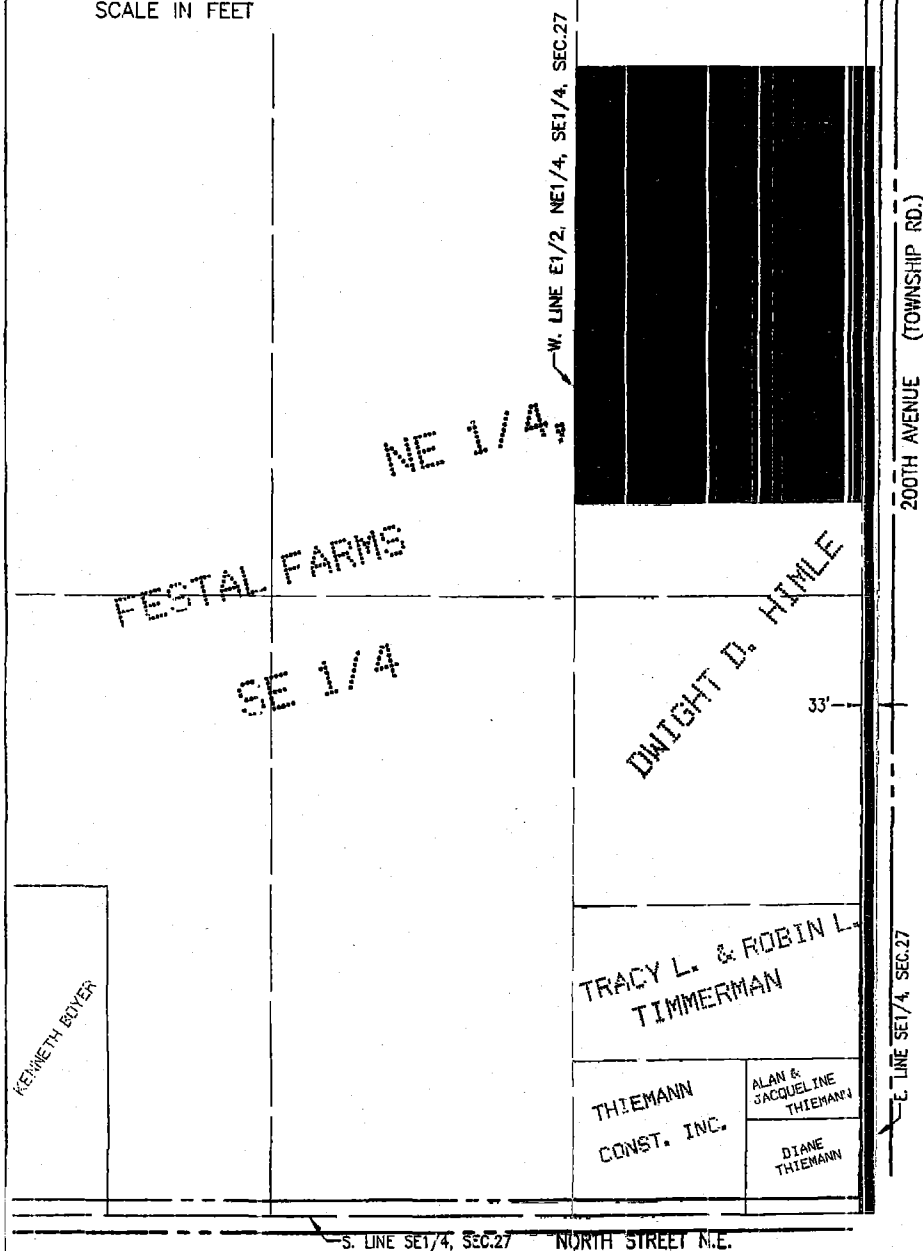 SCALE IN FEET
W. LINE E1/2, NE1/4, SE1/4, SEC.27
200TH AVENUE (TOWNSHIP RD.)
NE 1/4
FESTAL FARMS
SE 1/4
DWIGHT D. HIMLE
33'
KENNETH BOYER
TRACY L. & ROBIN L.
TIMMERMAN
THIEMANN
CONST. INC.
ALAN &
JACQUELINE
THIEMANN
DIANE
THIEMANN
E. LINE SE1/4, SEC.27
S. LINE SE1/4, SEC.27
NORTH STREET N.E.